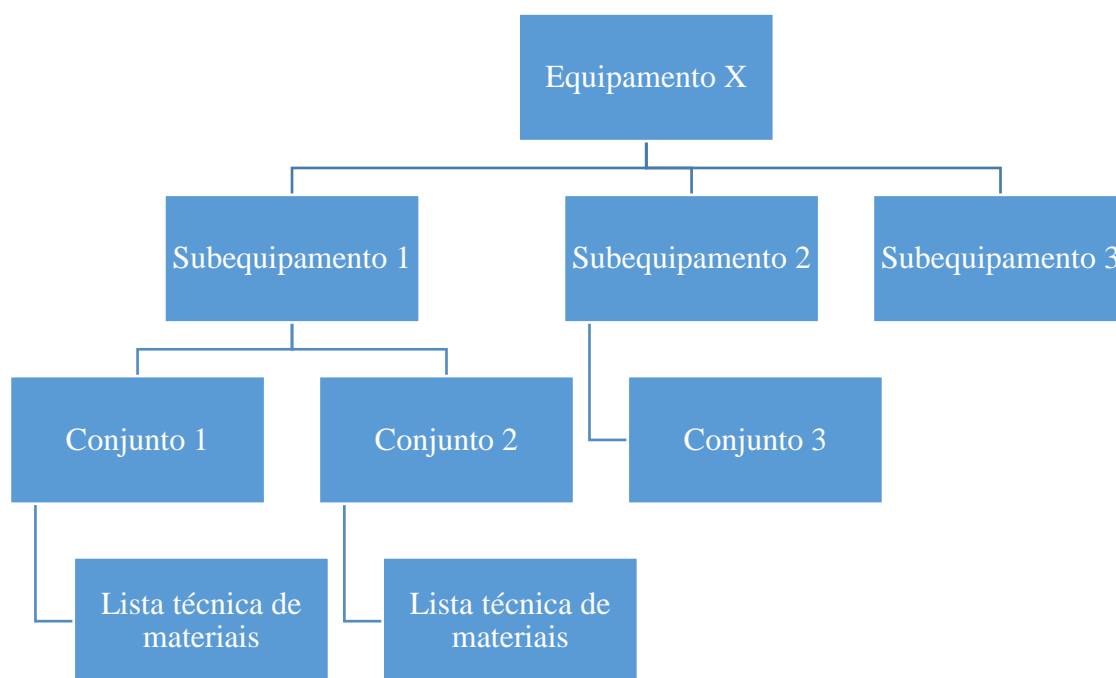 Equipamento X
Subequipamento 1
Subequipamento 2
Subequipamento 3
Conjunto 1
Conjunto 2
Conjunto 3
Lista técnica de
materiais
Lista técnica de
materiais